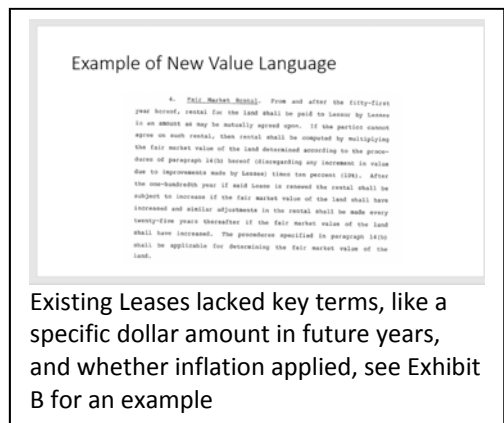 Example of New Value Language
4. Fair Market Rental. From and after the fifty-first
year hereof, rental for the land shall be paid to Lessor by Lessee
in an amount as may be mutually agreed upon. If the parties cannot
agree on such rental, then rental shall be computed by multiplying
the fair market value of the land determined according to the proce-
dures of paragraph 14(b) hereof (disregarding any increment in value
due to improvements made by Lessee) times ten percent (10%). After
the one-hundredth year if said Lease is renewed the rental shall be
subject to increase if the fair market value of the land shall have
increased and similar adjustments in the rental shall be made every
twenty-five years thereafter if the fair market value of the land
shall have increased. The procedures specified in paragraph 14(b)
shall be applicable for determining the fair market value of the
land.
Existing Leases lacked key terms, like a
specific dollar amount in future years,
and whether inflation applied, see Exhibit
B for an example